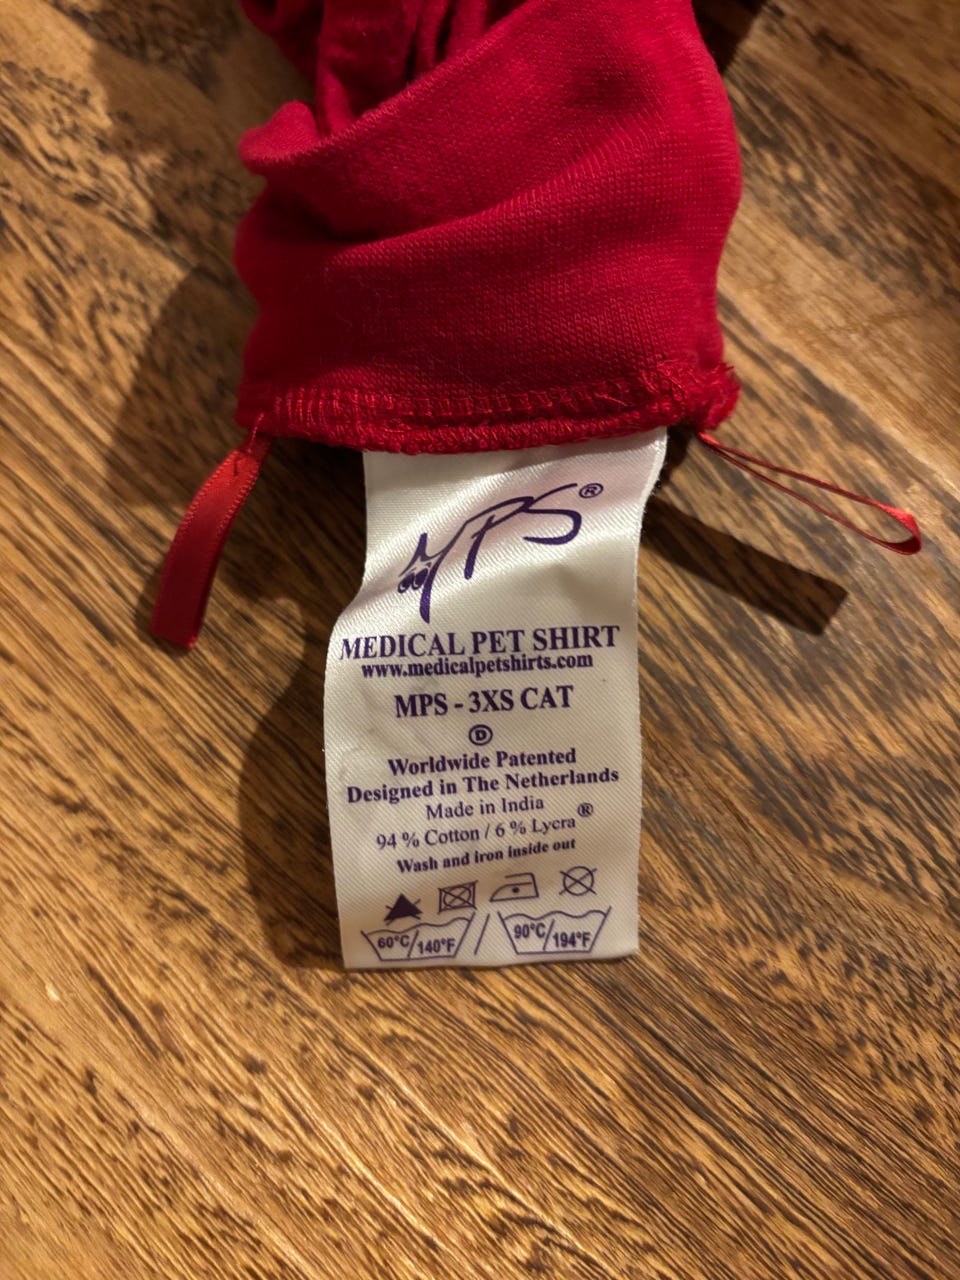 MPS®
MEDICAL PET SHIRT
www.medicalpetshirts.com
MPS - 3XS CAT
D
Worldwide Patented
Designed in The Netherlands
Made in India
94 % Cotton / 6 % Lycra®
Wash and iron inside out
60°C/140°F / 90°C/194°F